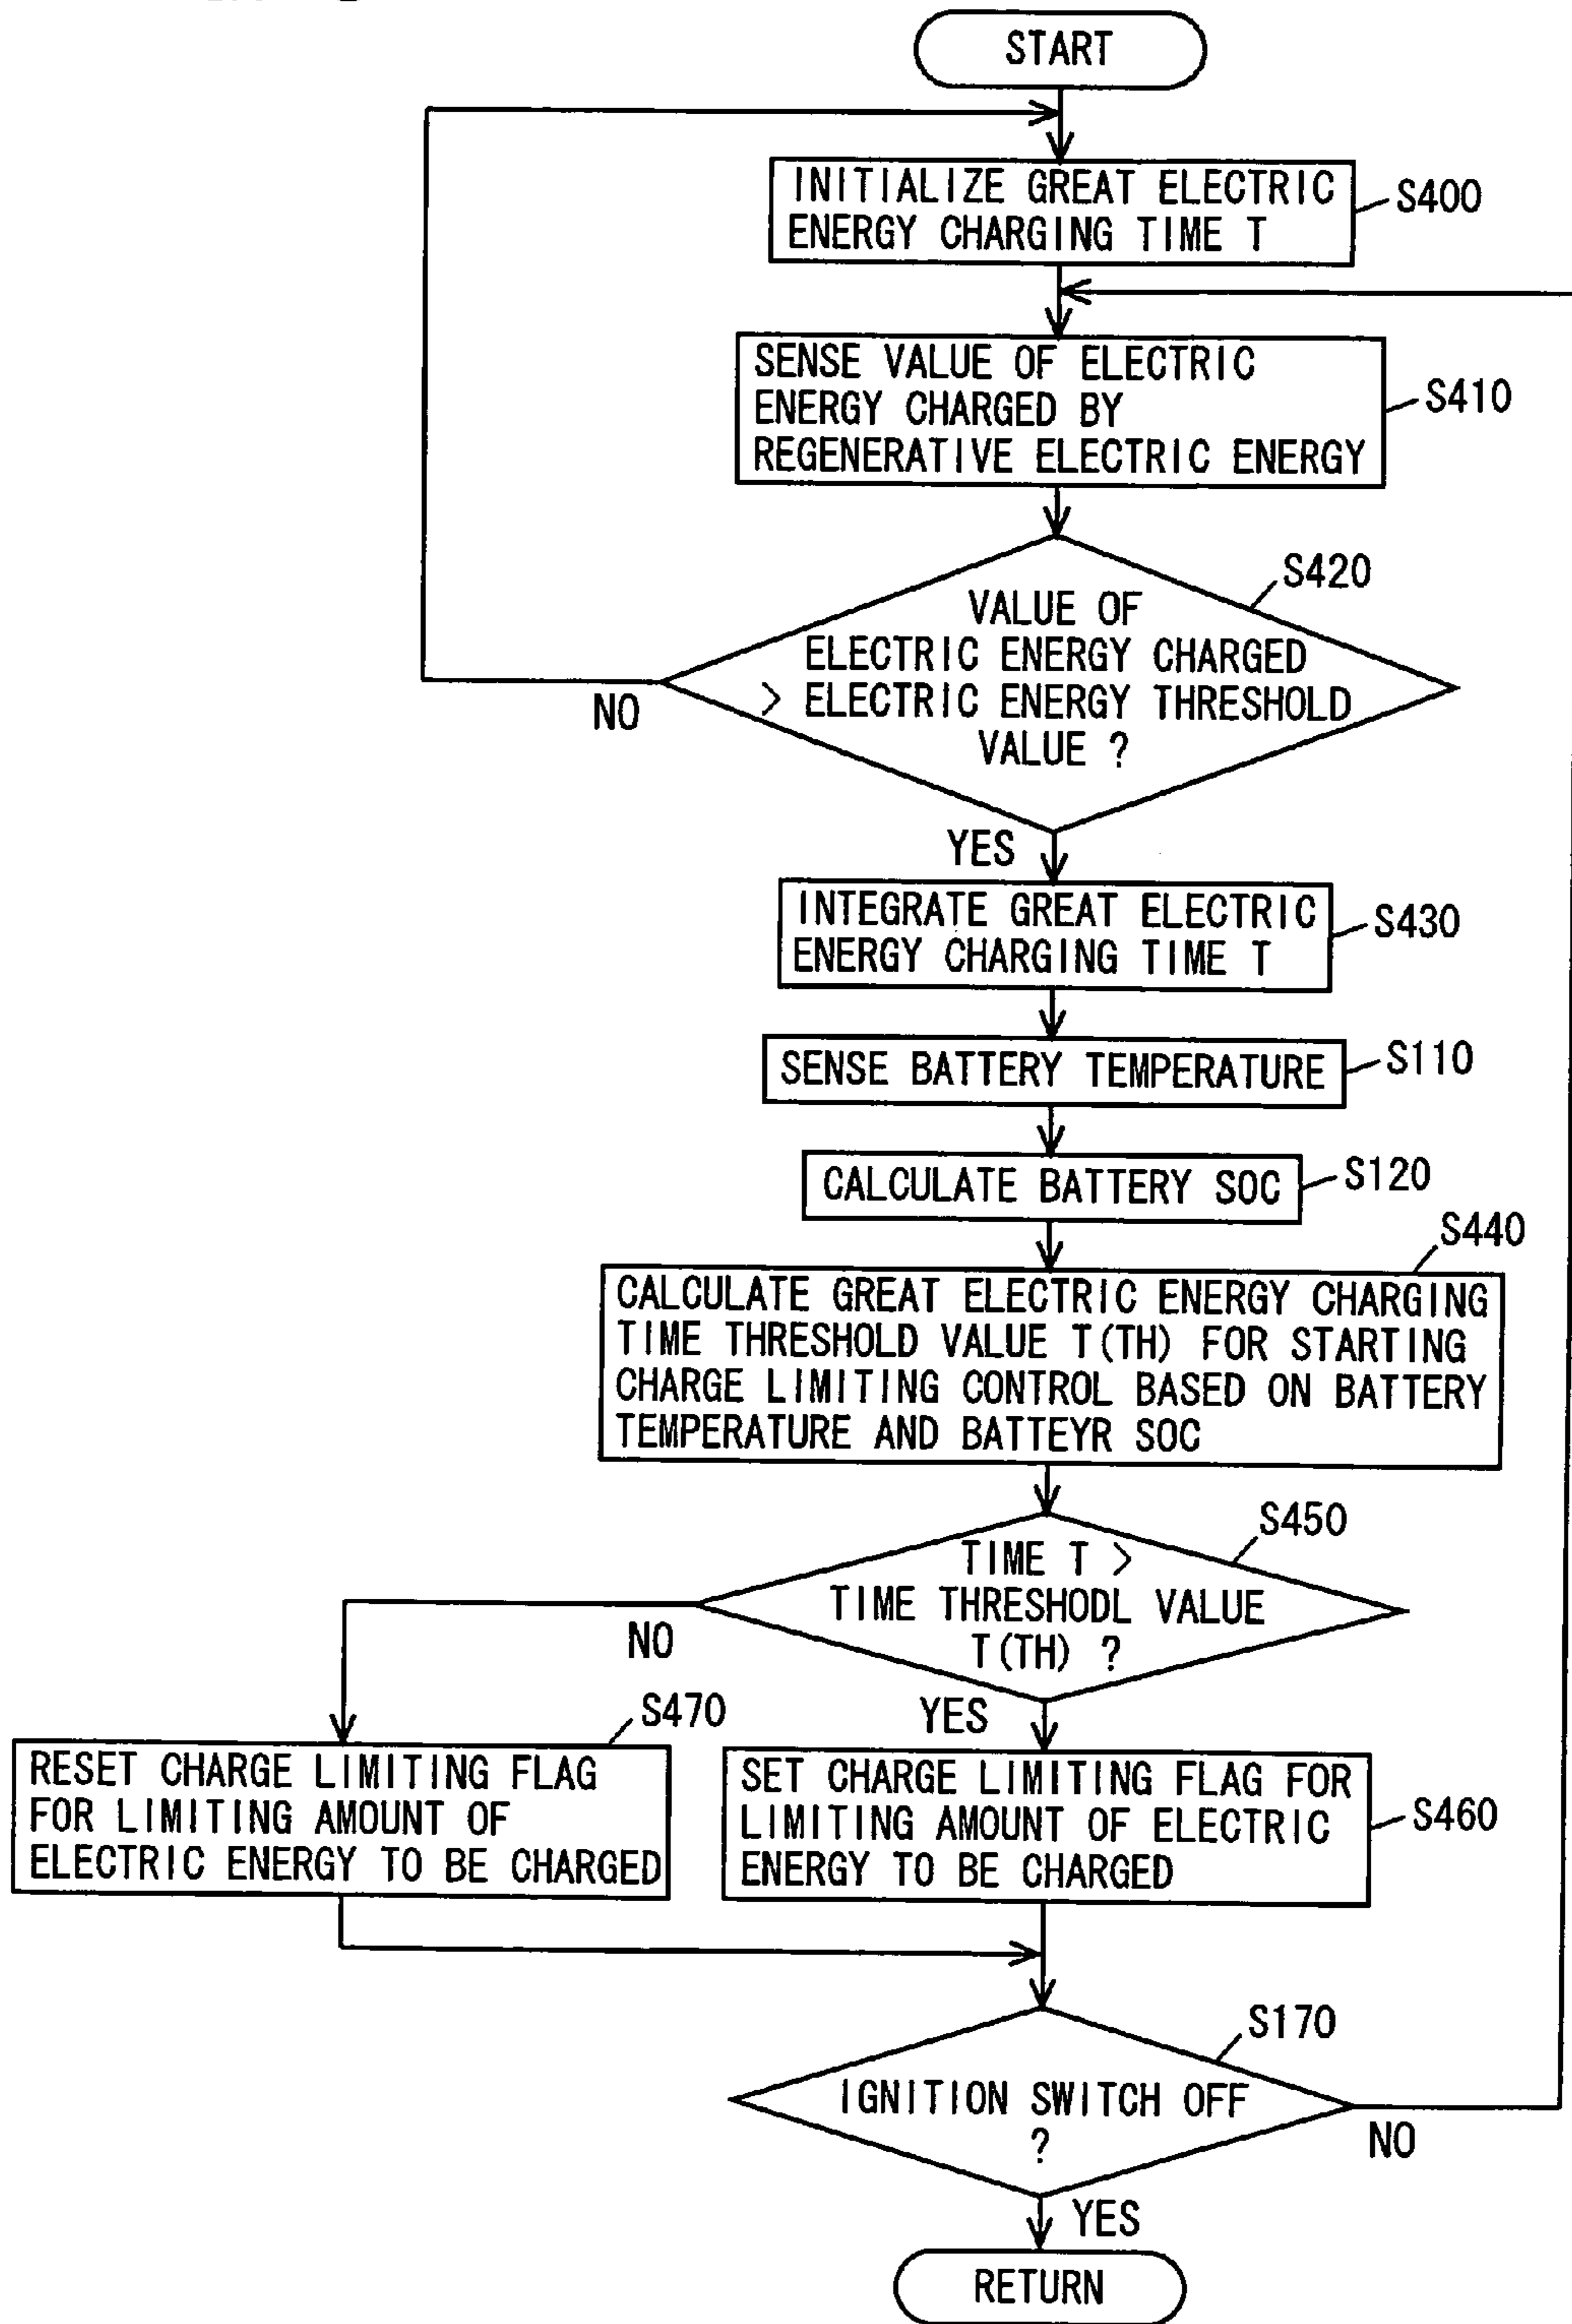 START
INITIALIZE GREAT ELECTRIC
ENERGY CHARGING TIME T
S400
SENSE VALUE OF ELECTRIC
ENERGY CHARGED BY
REGENERATIVE ELECTRIC ENERGY
S410
S420
VALUE OF
ELECTRIC ENERGY CHARGED
> ELECTRIC ENERGY THRESHOLD
VALUE ?
NO
YES
INTEGRATE GREAT ELECTRIC
ENERGY CHARGING TIME T
S430
SENSE BATTERY TEMPERATURE
S110
CALCULATE BATTERY SOC
S120
S440
CALCULATE GREAT ELECTRIC ENERGY CHARGING
TIME THRESHOLD VALUE T(TH) FOR STARTING
CHARGE LIMITING CONTROL BASED ON BATTERY
TEMPERATURE AND BATTEYR SOC
S450
TIME T >
TIME THRESHODL VALUE
T(TH) ?
NO
YES
S470
RESET CHARGE LIMITING FLAG
FOR LIMITING AMOUNT OF
ELECTRIC ENERGY TO BE CHARGED
SET CHARGE LIMITING FLAG FOR
LIMITING AMOUNT OF ELECTRIC
ENERGY TO BE CHARGED
S460
S170
IGNITION SWITCH OFF
?
NO
YES
RETURN